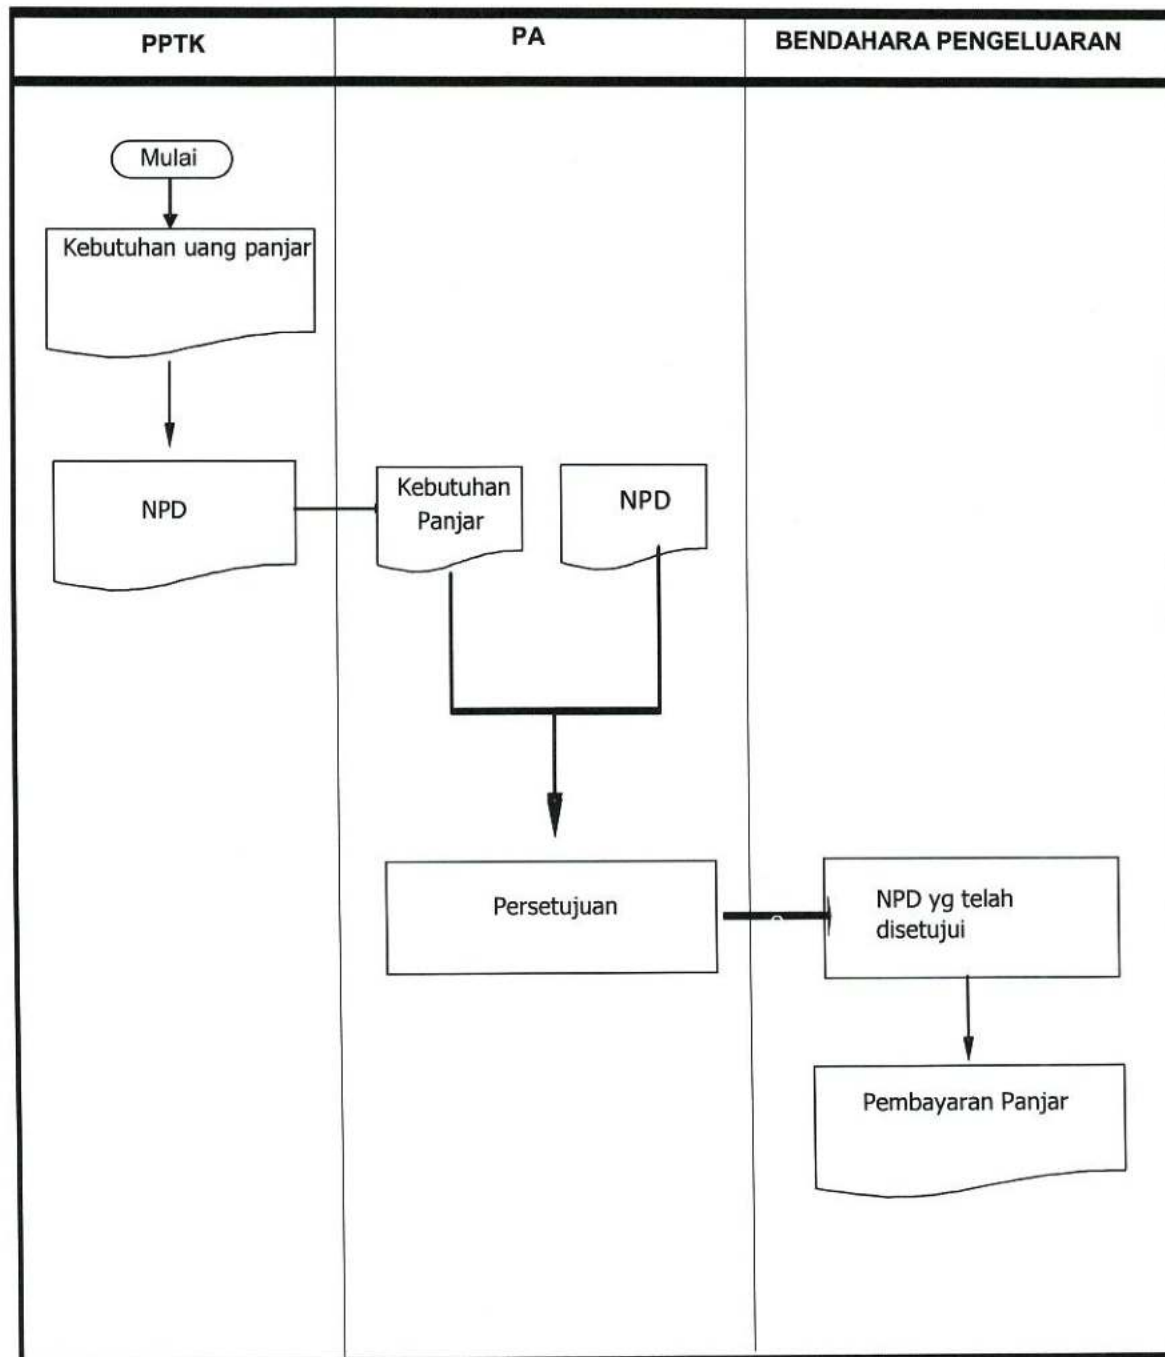 PPTK
PA
BENDAHARA PENGELUARAN
Mulai
Kebutuhan uang panjar
NPD
Kebutuhan
Panjar
NPD
Persetujuan
NPD yg telah
disetujui
Pembayaran Panjar